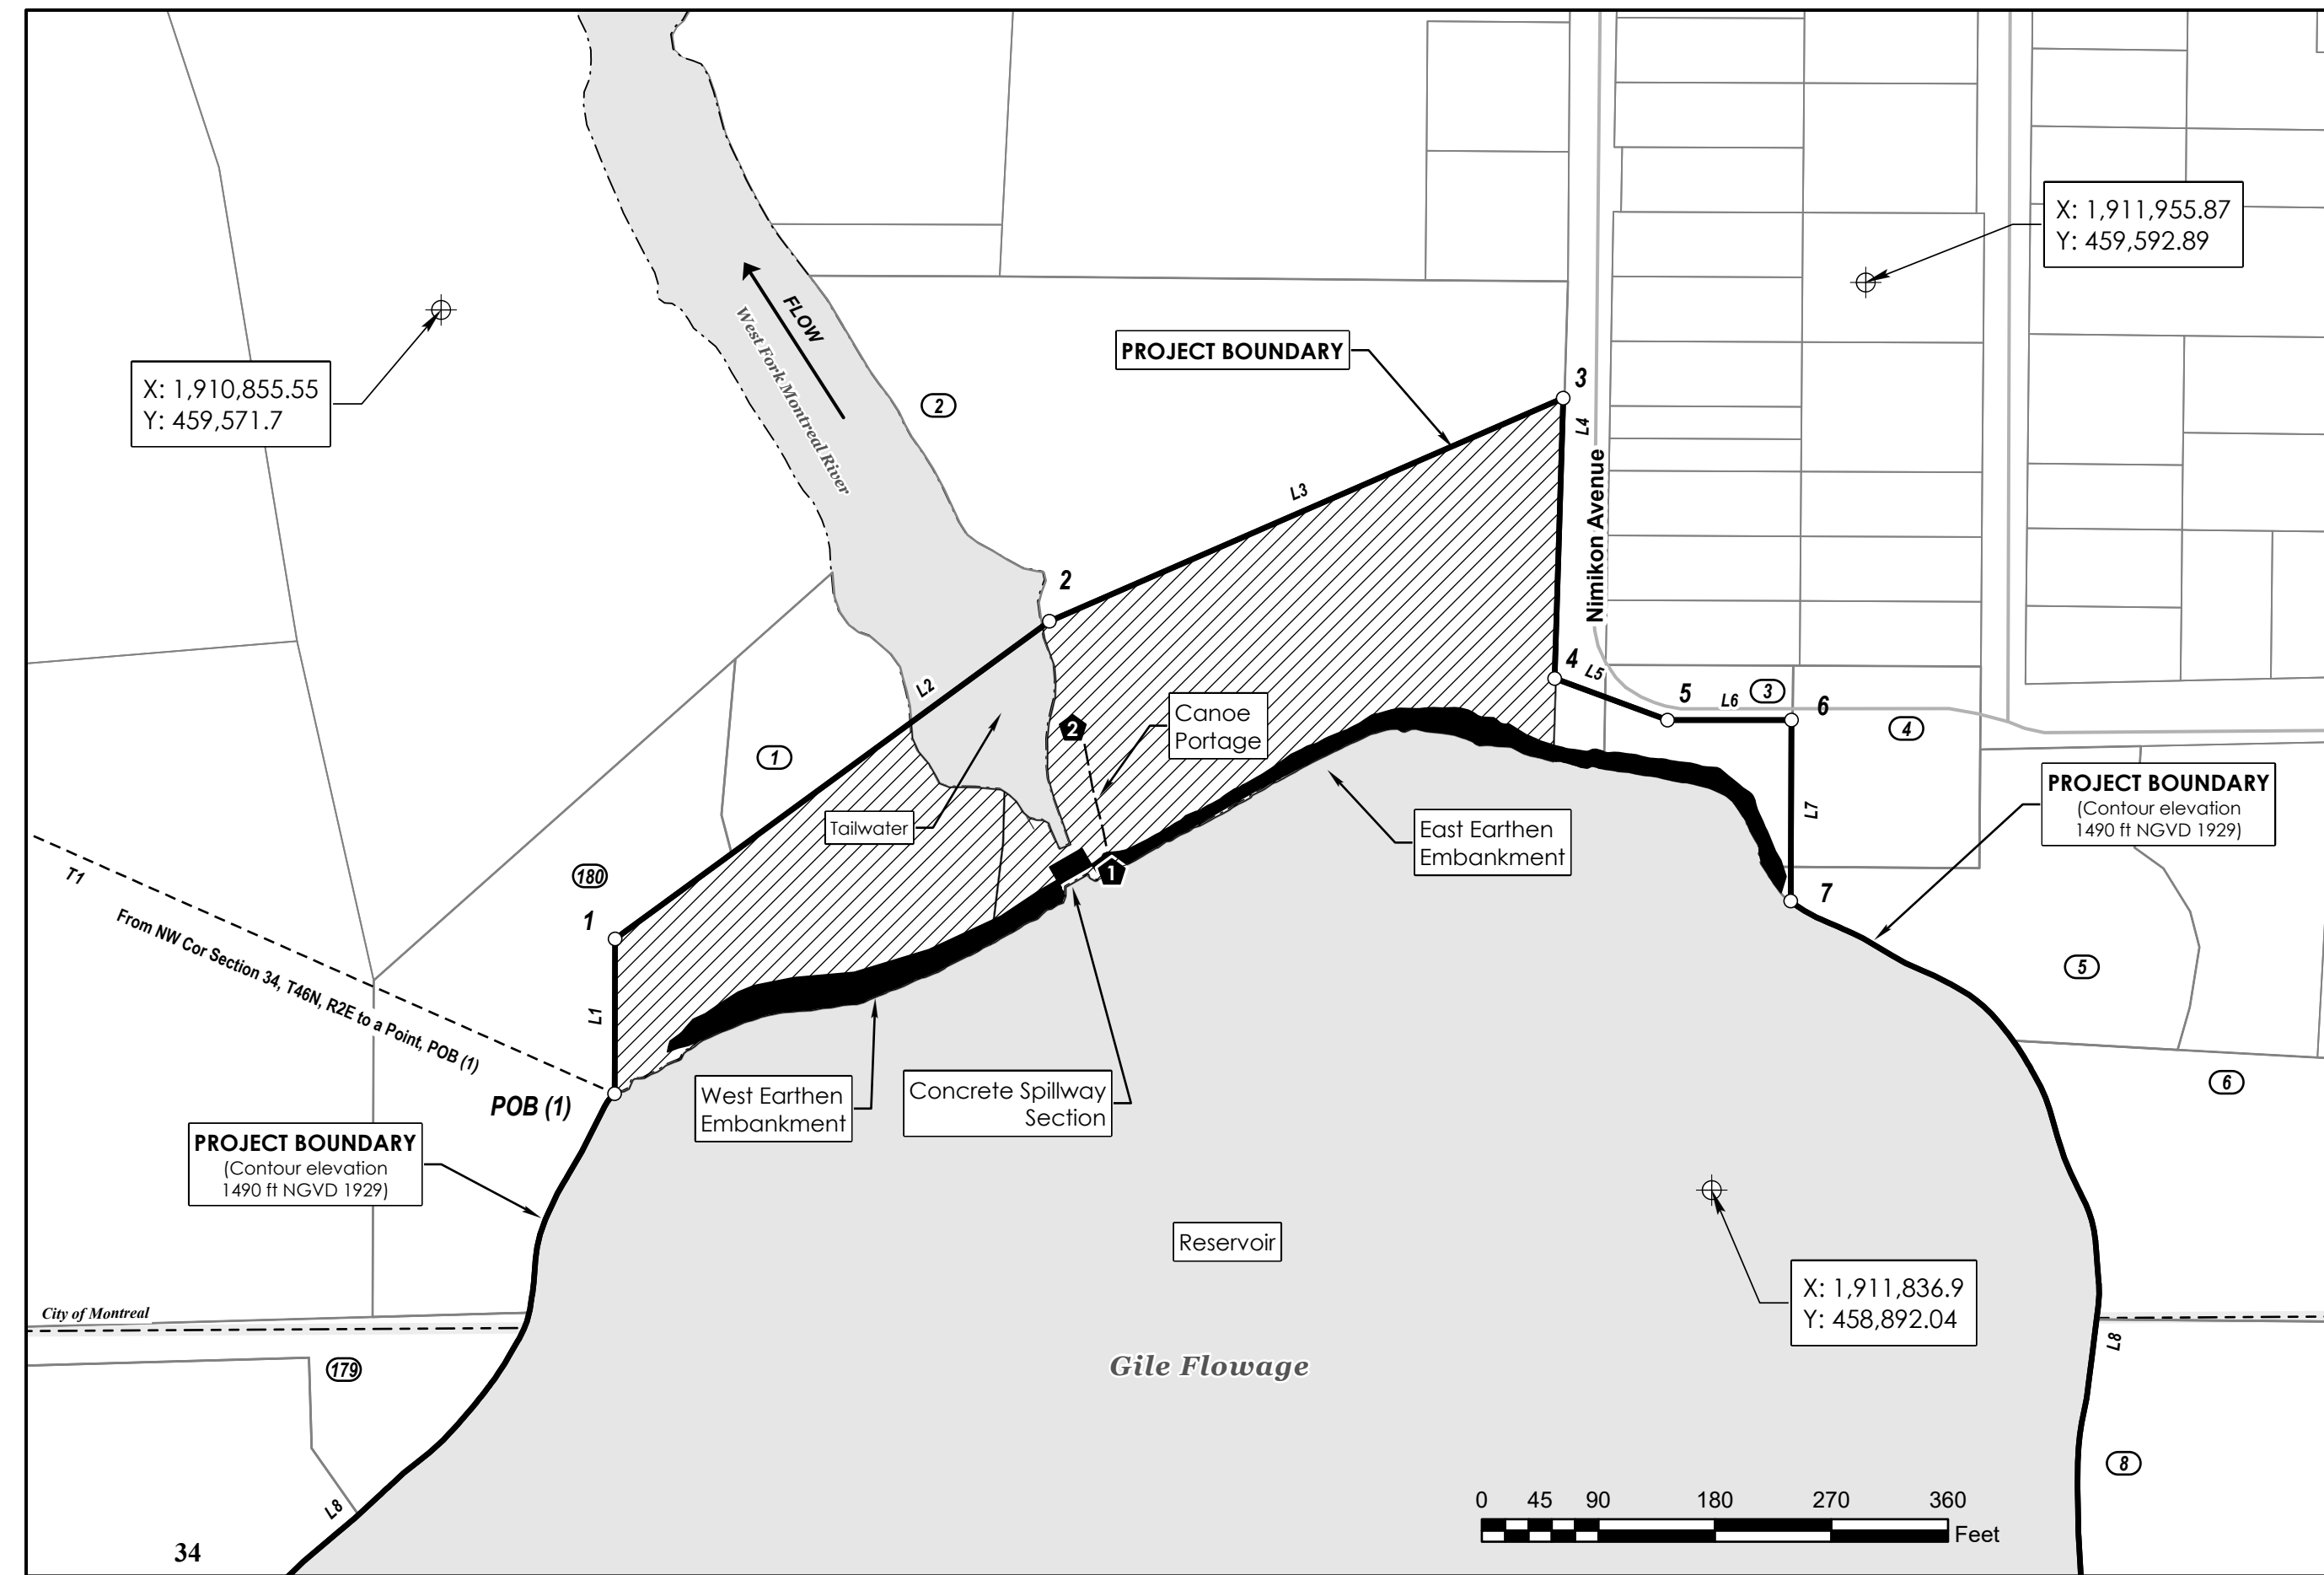 X: 1,911,955.87
Y: 459,592.89
FLOW
West Fork Montreal River
PROJECT BOUNDARY
X: 1,910,855.55
Y: 459,571.7
2
3
L4
Nimikon Avenue
L3
2
4
L5
5
L6
3
6
4
L2
2
Canoe
Portage
1
Tailwater
PROJECT BOUNDARY
(Contour elevation
1490 ft NGVD 1929)
L7
East Earthen
Embankment
1
180
7
T1
1
From NW Cor Section 34, T46N, R2E to a Point, POB (1)
5
L1
6
POB (1)
West Earthen
Embankment
Concrete Spillway
Section
PROJECT BOUNDARY
(Contour elevation
1490 ft NGVD 1929)
Reservoir
X: 1,911,836.9
Y: 458,892.04
City of Montreal
L8
179
Gile Flowage
8
L8
34
0 45 90 180 270 360
Feet